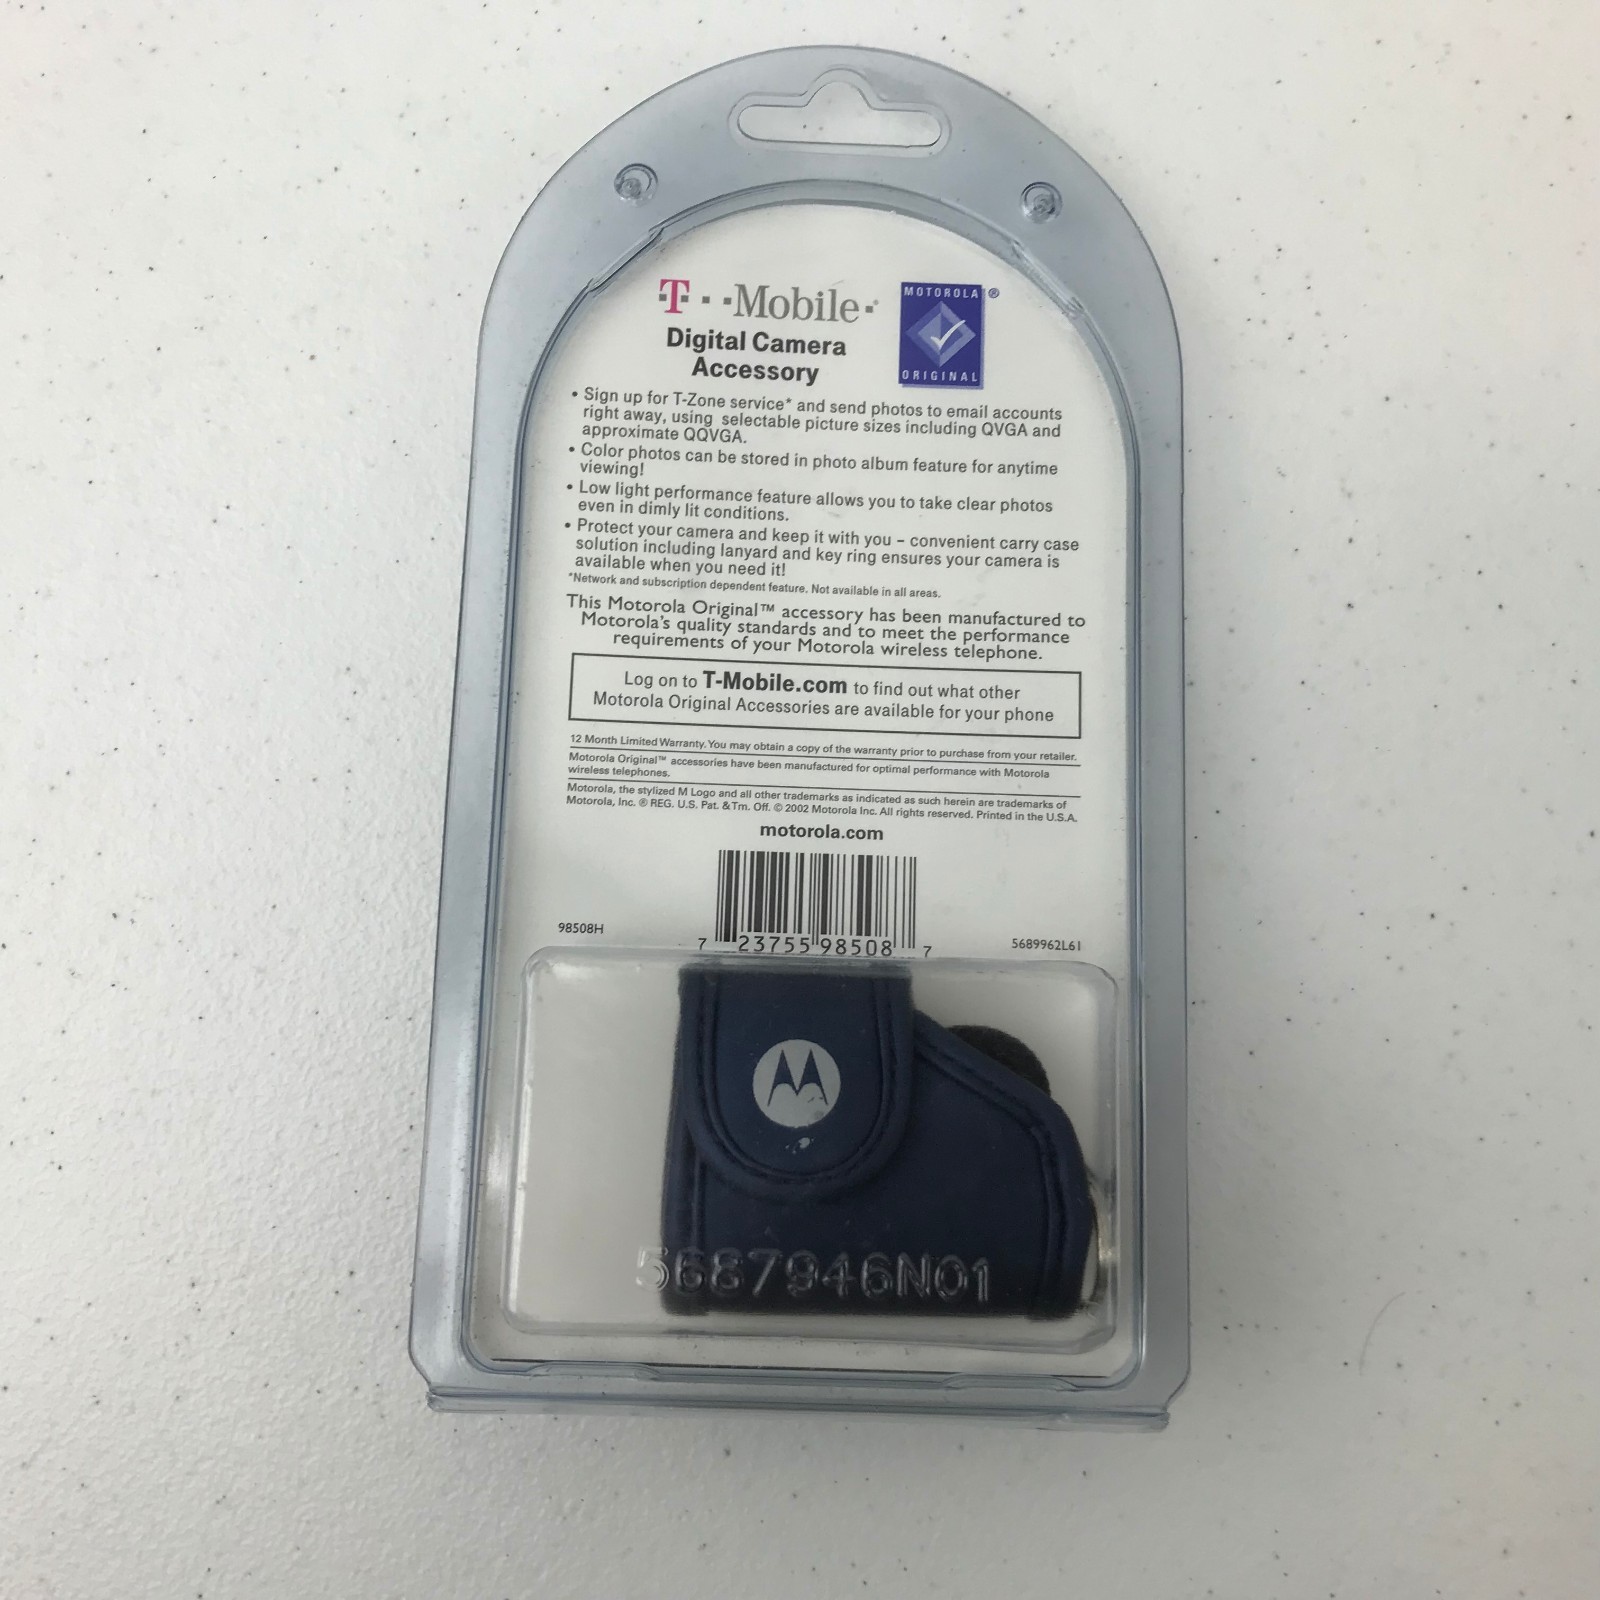 T··Mobile·
MOTOROLA ®
ORIGINAL
Digital Camera
Accessory
• Sign up for T-Zone service* and send photos to email accounts
right away, using selectable picture sizes including QVGA and
approximate QQVGA.
• Color photos can be stored in photo album feature for anytime
viewing!
• Low light performance feature allows you to take clear photos
even in dimly lit conditions.
• Protect your camera and keep it with you – convenient carry case
solution including lanyard and key ring ensures your camera is
available when you need it!
*Network and subscription dependent feature. Not available in all areas.
This Motorola Original™ accessory has been manufactured to
Motorola's quality standards and to meet the performance
requirements of your Motorola wireless telephone.
Log on to T-Mobile.com to find out what other
Motorola Original Accessories are available for your phone
12 Month Limited Warranty. You may obtain a copy of the warranty prior to purchase from your retailer.
Motorola Original™ accessories have been manufactured for optimal performance with Motorola
wireless telephones.
Motorola, the stylized M Logo and all other trademarks as indicated as such herein are trademarks of
Motorola, Inc. ® REG. U.S. Pat. & Tm. Off. © 2002 Motorola Inc. All rights reserved. Printed in the U.S.A.
motorola.com
98508H
7 23755 98508 7
5689962L61
5687946N01